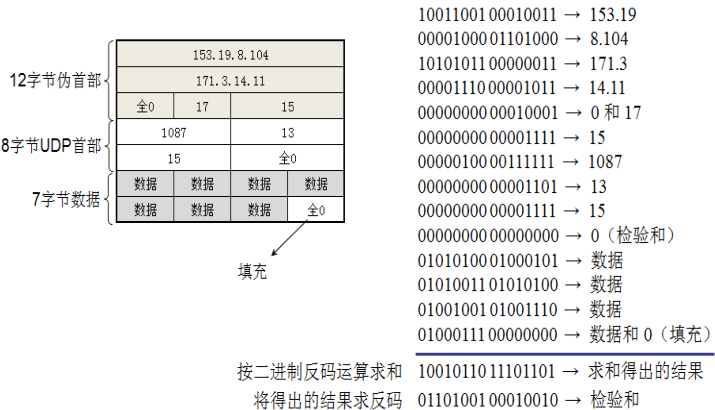 12字节伪首部
8字节UDP首部
7字节数据
153.19.8.104
171.3.14.11
全0 17 15
1087 13
15 全0
数据 数据 数据 数据
数据 数据 数据 全0
填充
10011001 00010011 → 153.19
00001000 01101000 → 8.104
10101011 00000011 → 171.3
00001110 00001011 → 14.11
00000000 00010001 → 0 和 17
00000000 00001111 → 15
00000100 00111111 → 1087
00000000 00001101 → 13
00000000 00001111 → 15
00000000 00000000 → 0（检验和）
01010100 01000101 → 数据
01010011 01010100 → 数据
01001001 01001110 → 数据
01000111 00000000 → 数据和 0（填充）
按二进制反码运算求和 10010110 11101101 → 求和得出的结果
将得出的结果求反码 01101001 00010010 → 检验和